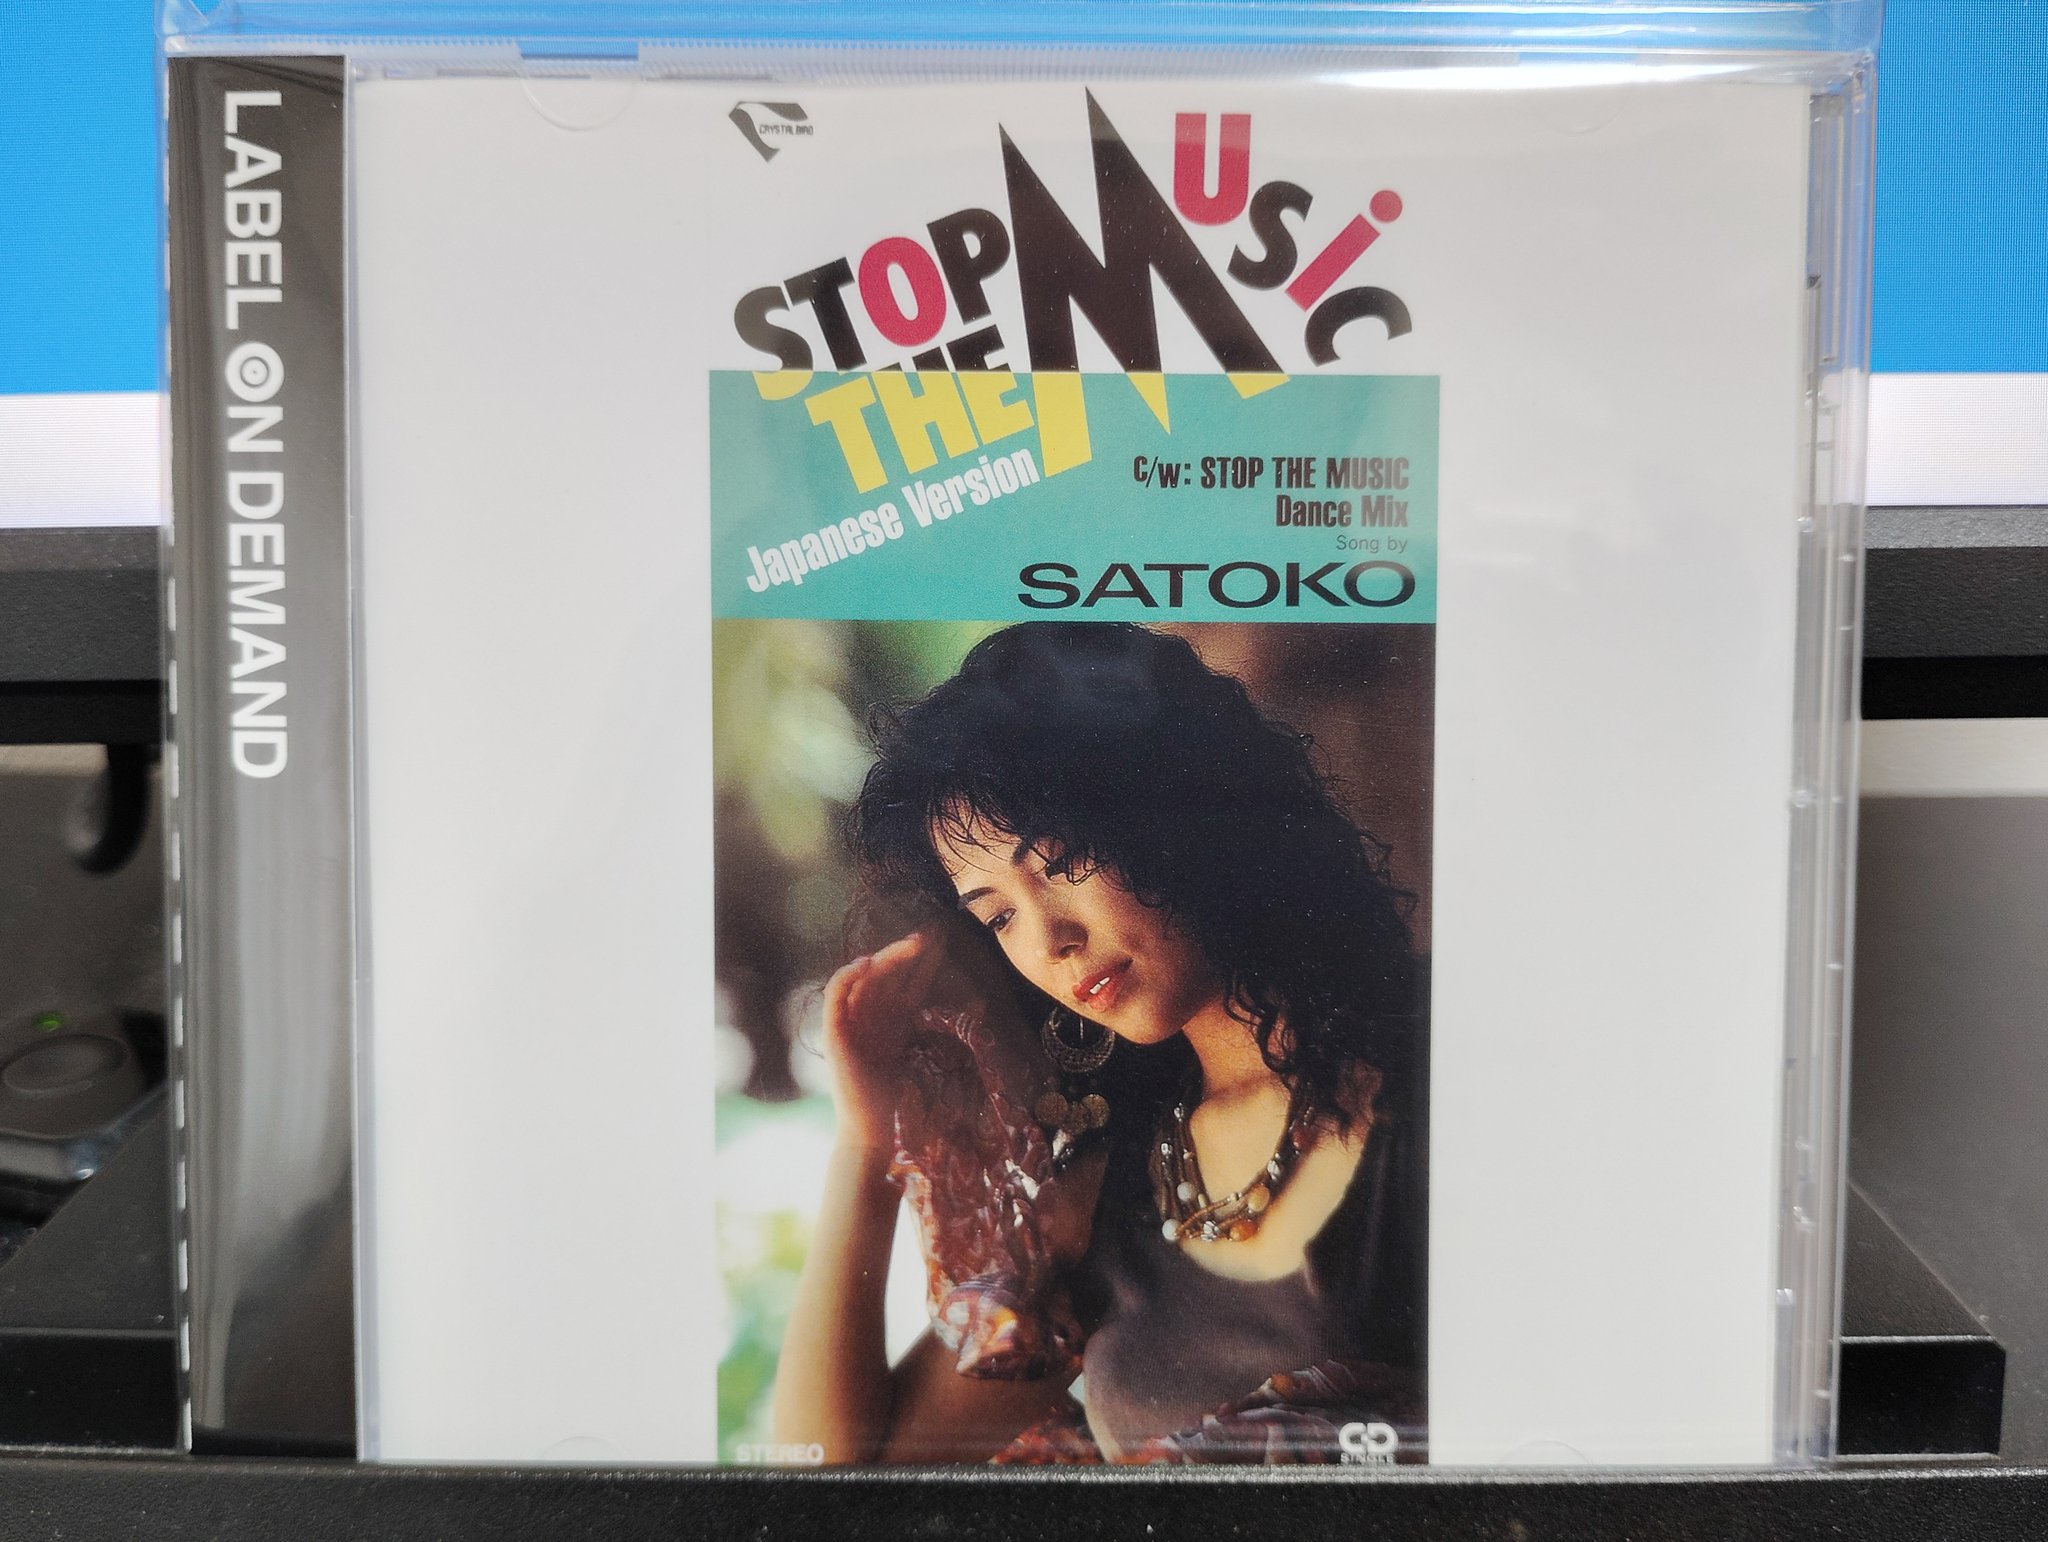 LABEL ON DEMAND
CRYSTAL BIRD
STOP
THE
MUSiC
Japanese Version
c/w: STOP THE MUSIC
Dance Mix
Song by
SATOKO
STEREO
CD
SINGLE